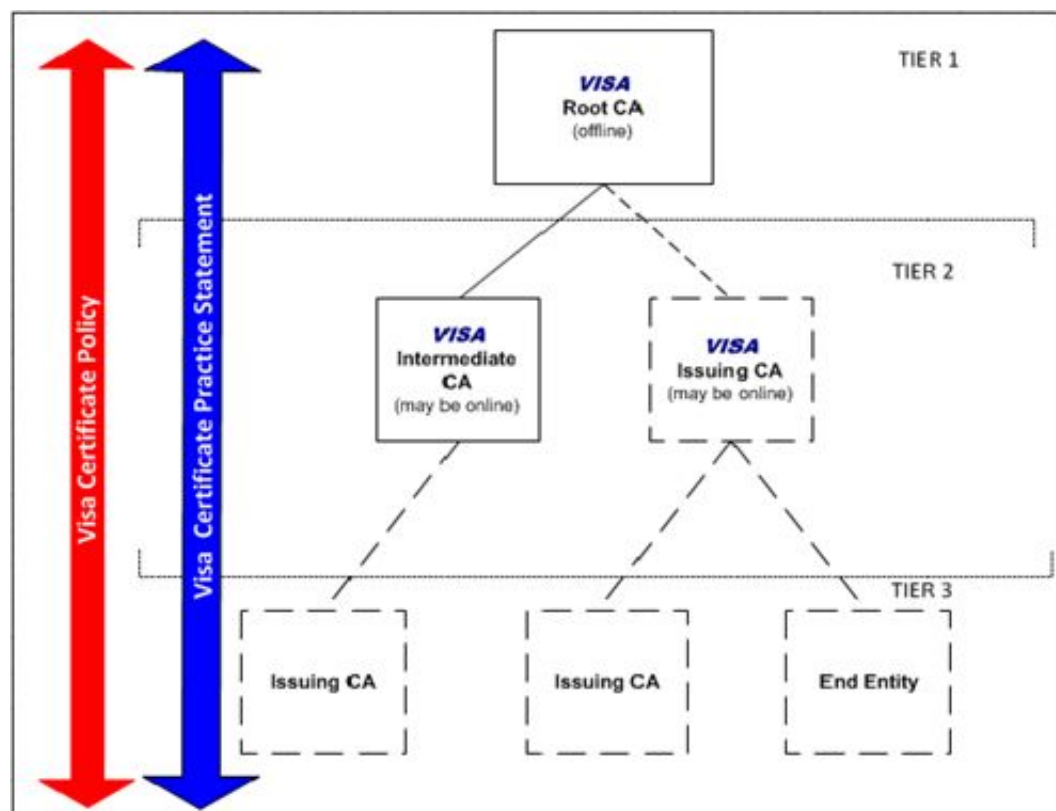 Visa Certificate Policy
Visa Certificate Practice Statement
TIER 1
VISA
Root CA
(offline)
TIER 2
VISA
Intermediate
CA
(may be online)
VISA
Issuing CA
(may be online)
TIER 3
Issuing CA
Issuing CA
End Entity